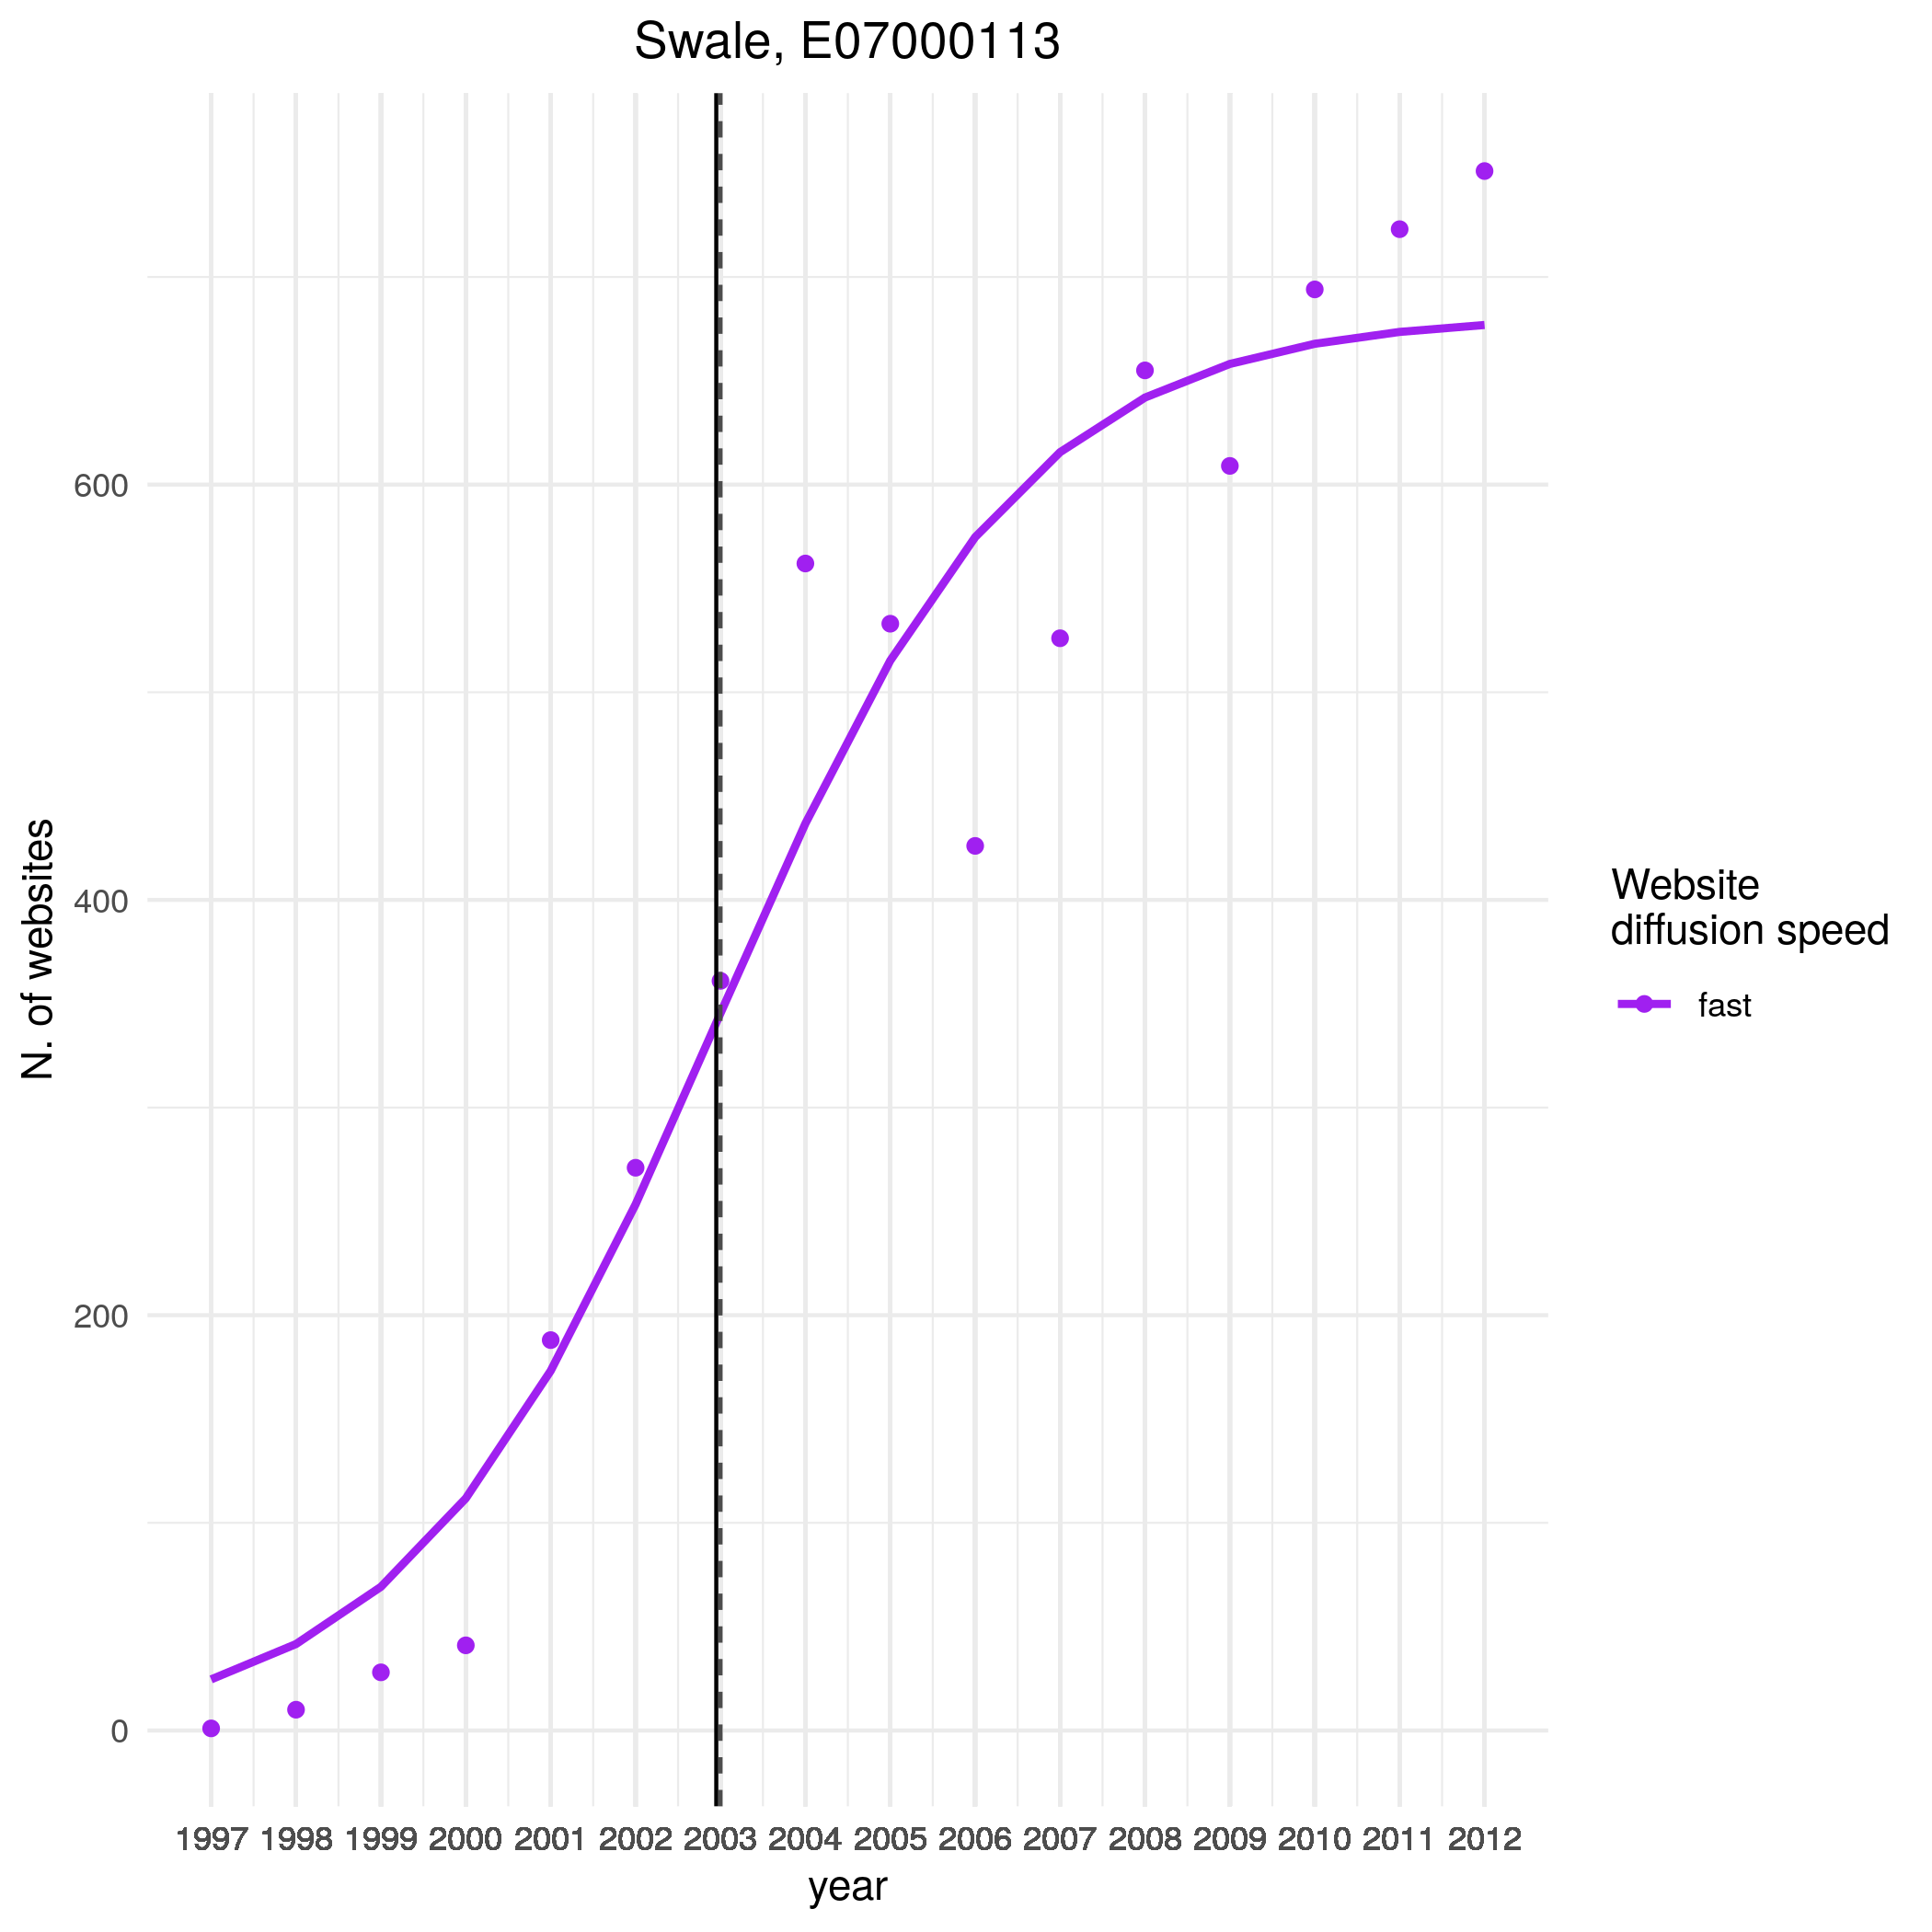 Swale, E07000113
N. of websites
600
400
200
0
1997 1998 1999 2000 2001 2002 2003 2004 2005 2006 2007 2008 2009 2010 2011 2012
year
Website
diffusion speed
fast